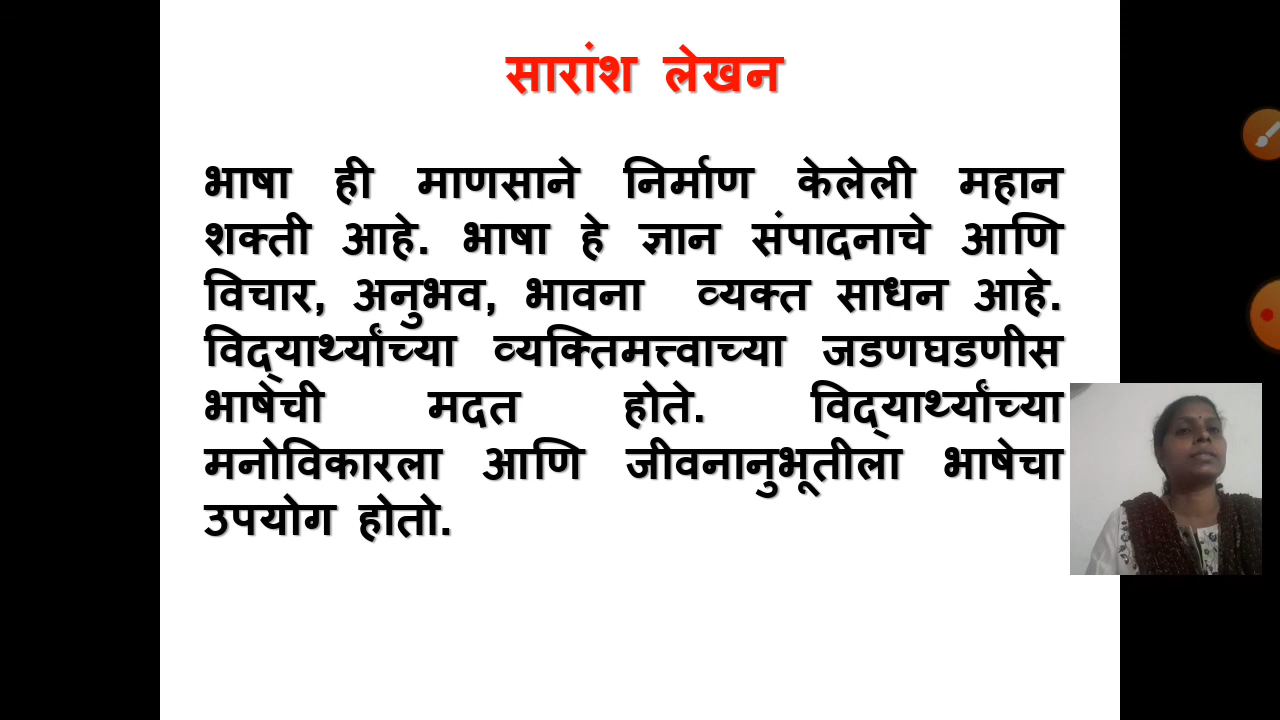 सारांश लेखन
भाषा ही माणसाने निर्माण केलेली महान
शक्ती आहे. भाषा हे ज्ञान संपादनाचे आणि
विचार, अनुभव, भावना व्यक्त साधन आहे.
विद्‌यार्थ्यांच्या व्यक्तिमत्त्वाच्या जडणघडणीस
भाषेची मदत होते. विद्‌यार्थ्यांच्या
मनोविकारला आणि जीवनानुभूतीला भाषेचा
उपयोग होतो.